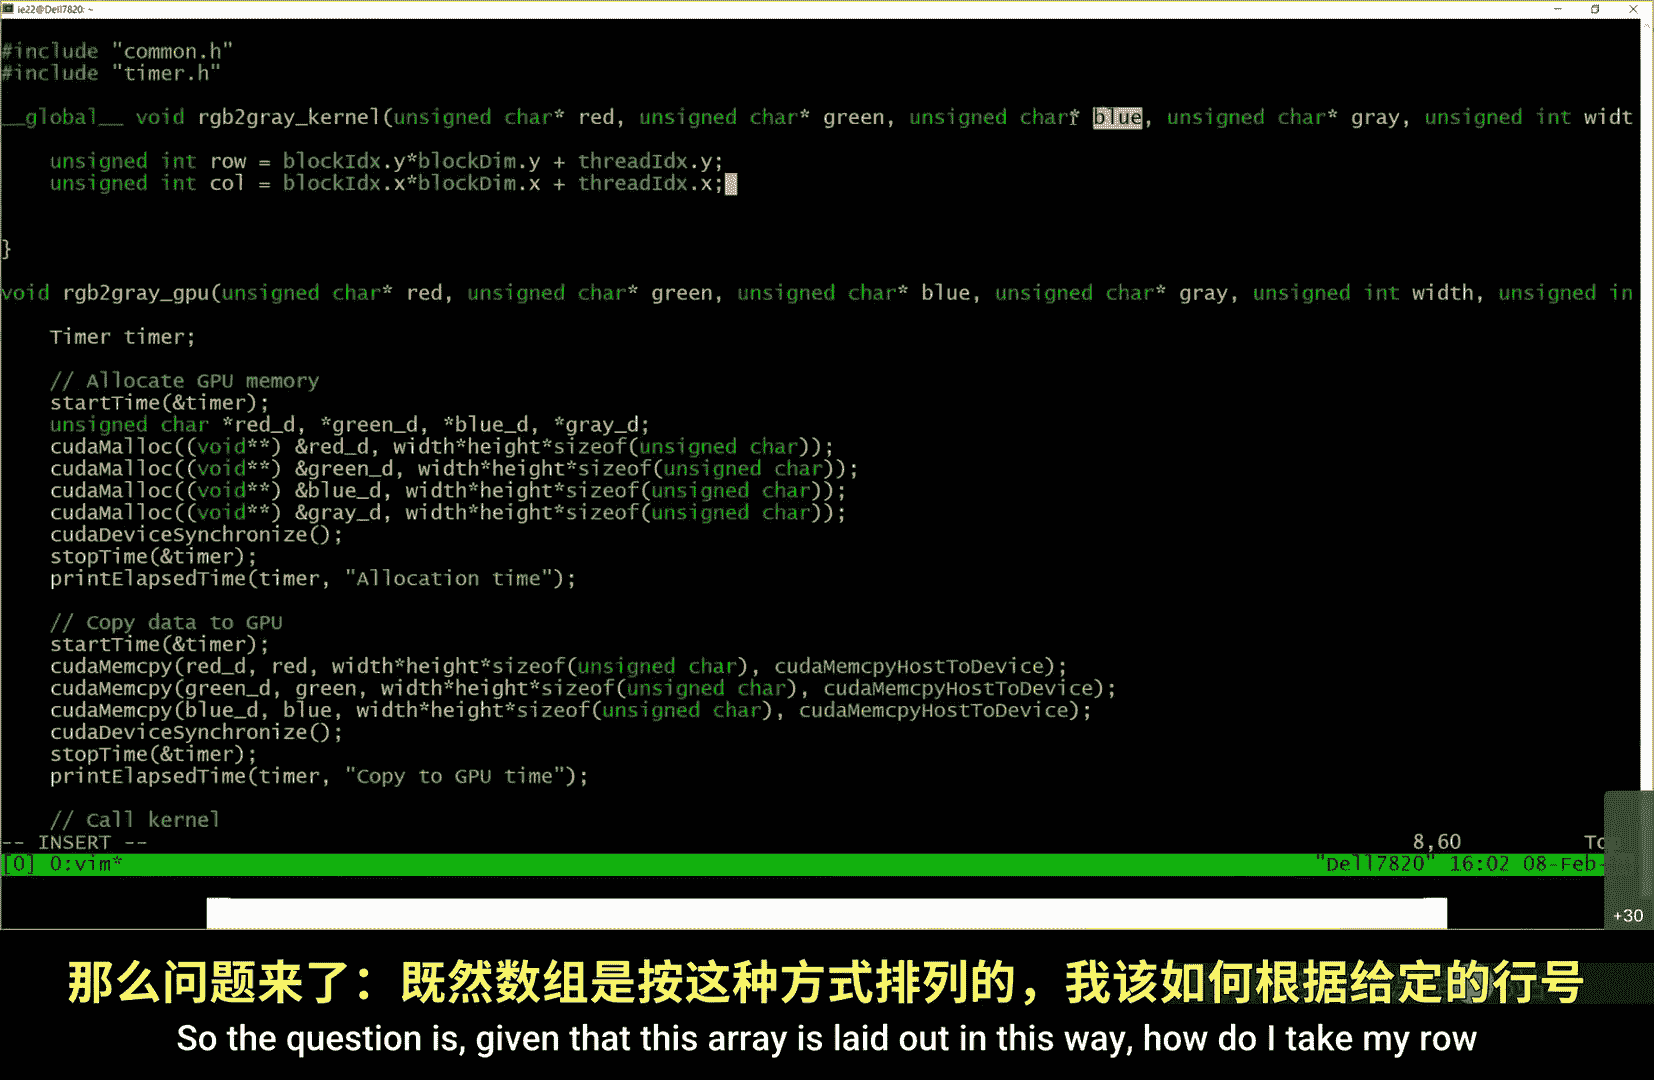 ie22@Dell7820: ~
#include "common.h"
#include "timer.h"
__global__ void rgb2gray_kernel(unsigned char* red, unsigned char* green, unsigned char* blue, unsigned char* gray, unsigned int widt
unsigned int row = blockIdx.y*blockDim.y + threadIdx.y;
unsigned int col = blockIdx.x*blockDim.x + threadIdx.x;
}
void rgb2gray_gpu(unsigned char* red, unsigned char* green, unsigned char* blue, unsigned char* gray, unsigned int width, unsigned in
Timer timer;
// Allocate GPU memory
startTime(&timer);
unsigned char *red_d, *green_d, *blue_d, *gray_d;
cudaMalloc((void**) &red_d, width*height*sizeof(unsigned char));
cudaMalloc((void**) &green_d, width*height*sizeof(unsigned char));
cudaMalloc((void**) &blue_d, width*height*sizeof(unsigned char));
cudaMalloc((void**) &gray_d, width*height*sizeof(unsigned char));
cudaDeviceSynchronize();
stopTime(&timer);
printElapsedTime(timer, "Allocation time");
// Copy data to GPU
startTime(&timer);
cudaMemcpy(red_d, red, width*height*sizeof(unsigned char), cudaMemcpyHostToDevice);
cudaMemcpy(green_d, green, width*height*sizeof(unsigned char), cudaMemcpyHostToDevice);
cudaMemcpy(blue_d, blue, width*height*sizeof(unsigned char), cudaMemcpyHostToDevice);
cudaDeviceSynchronize();
stopTime(&timer);
printElapsedTime(timer, "Copy to GPU time");
// Call kernel
-- INSERT -- 8,60 To
[0] 0:vim* "Dell7820" 16:02 08-Feb-
+30
那么问题来了：既然数组是按这种方式排列的，我该如何根据给定的行号
So the question is, given that this array is laid out in this way, how do I take my row